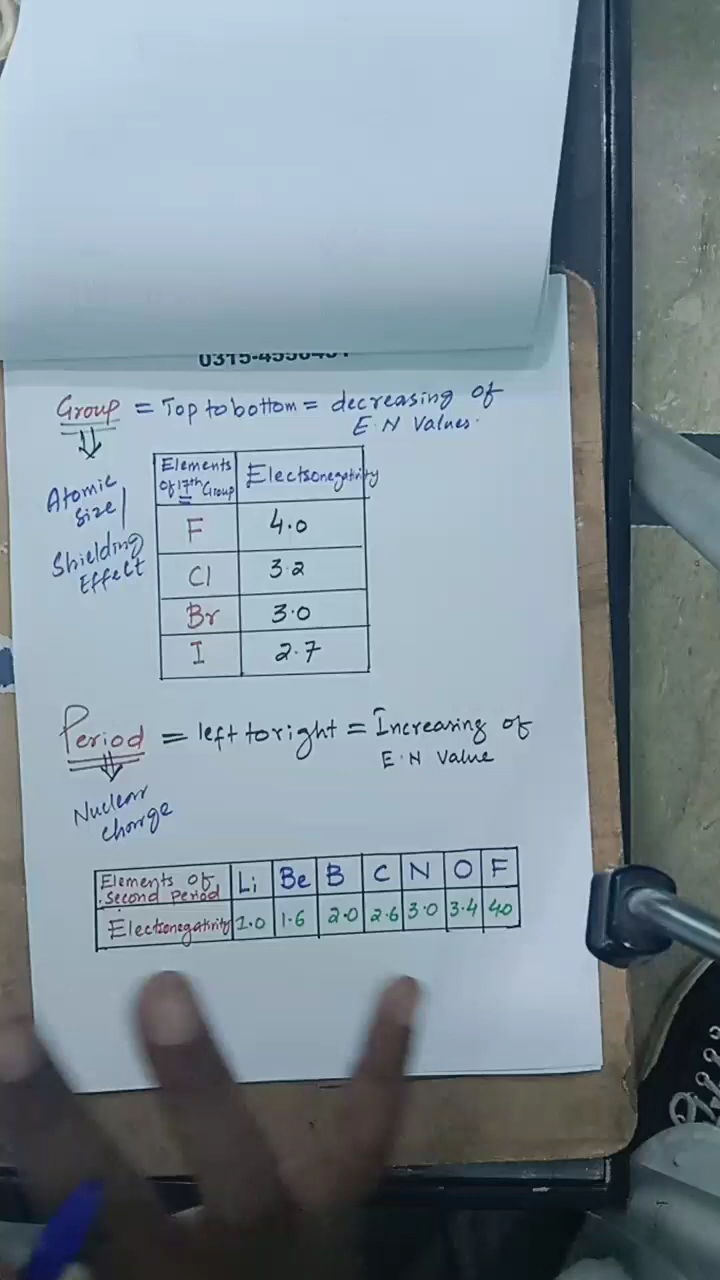 Group = Top to bottom = decreasing of
E.N Values.
Atomic
size/
Shielding
Effect
Elements
of 17th Group
Electronegativity
F 4.0
Cl 3.2
Br 3.0
I 2.7
Period = left to right = Increasing of
E.N Value
Nuclear
charge
Elements of
second Period
Li Be B C N O F
Electronegativity 1.0 1.6 2.0 2.6 3.0 3.4 4.0